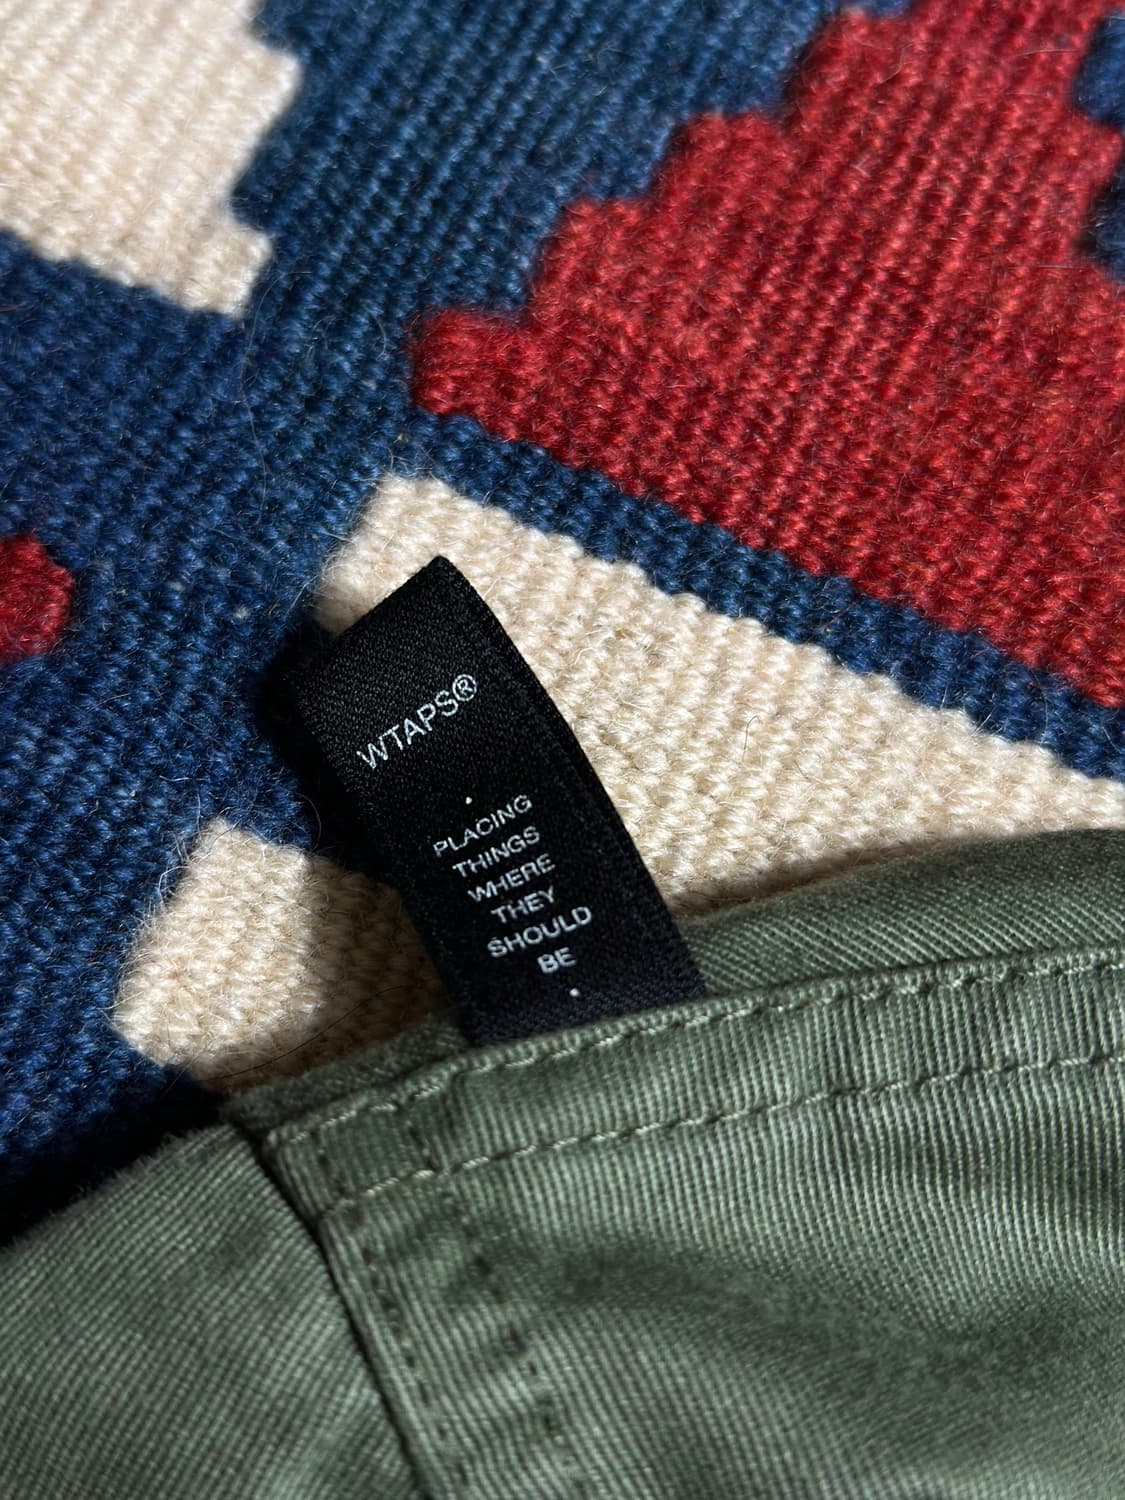 WTAPS®
PLACING
THINGS
WHERE
THEY
SHOULD
BE